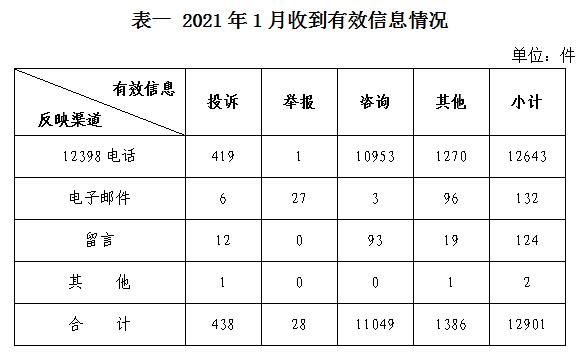 表一 2021 年 1 月收到有效信息情况
单位：件
有效信息 投诉 举报 咨询 其他 小计
反映渠道
12398 电话 419 1 10953 1270 12643
电子邮件 6 27 3 96 132
留言 12 0 93 19 124
其 他 1 0 0 1 2
合 计 438 28 11049 1386 12901